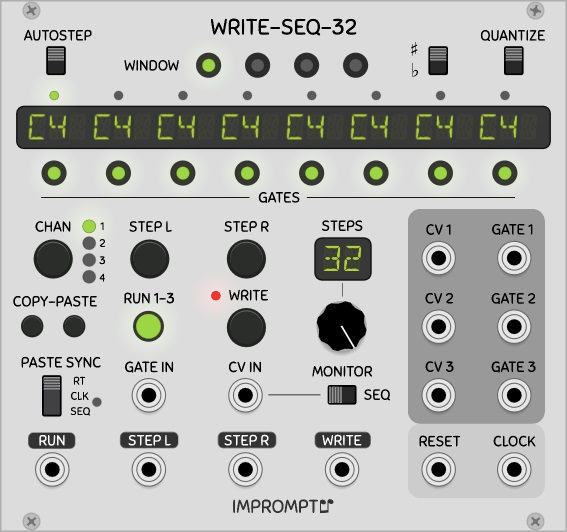 WRITE-SEQ-32
AUTOSTEP
QUANTIZE
WINDOW
♯
♭
C4 C4 C4 C4 C4 C4 C4 C4
GATES
CHAN
1
2
3
4
STEP L
STEP R
STEPS
32
CV 1
GATE 1
COPY-PASTE
RUN 1-3
WRITE
CV 2
GATE 2
PASTE SYNC
RT
CLK
SEQ
GATE IN
CV IN
MONITOR
SEQ
CV 3
GATE 3
RUN
STEP L
STEP R
WRITE
RESET
CLOCK
IMPROMPTU